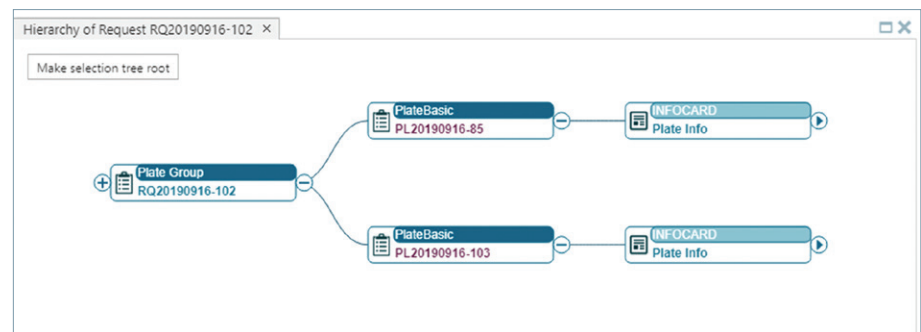 Hierarchy of Request RQ20190916-102 ×
Make selection tree root
PlateBasic
PL20190916-85
INFOCARD
Plate Info
Plate Group
RQ20190916-102
PlateBasic
PL20190916-103
INFOCARD
Plate Info